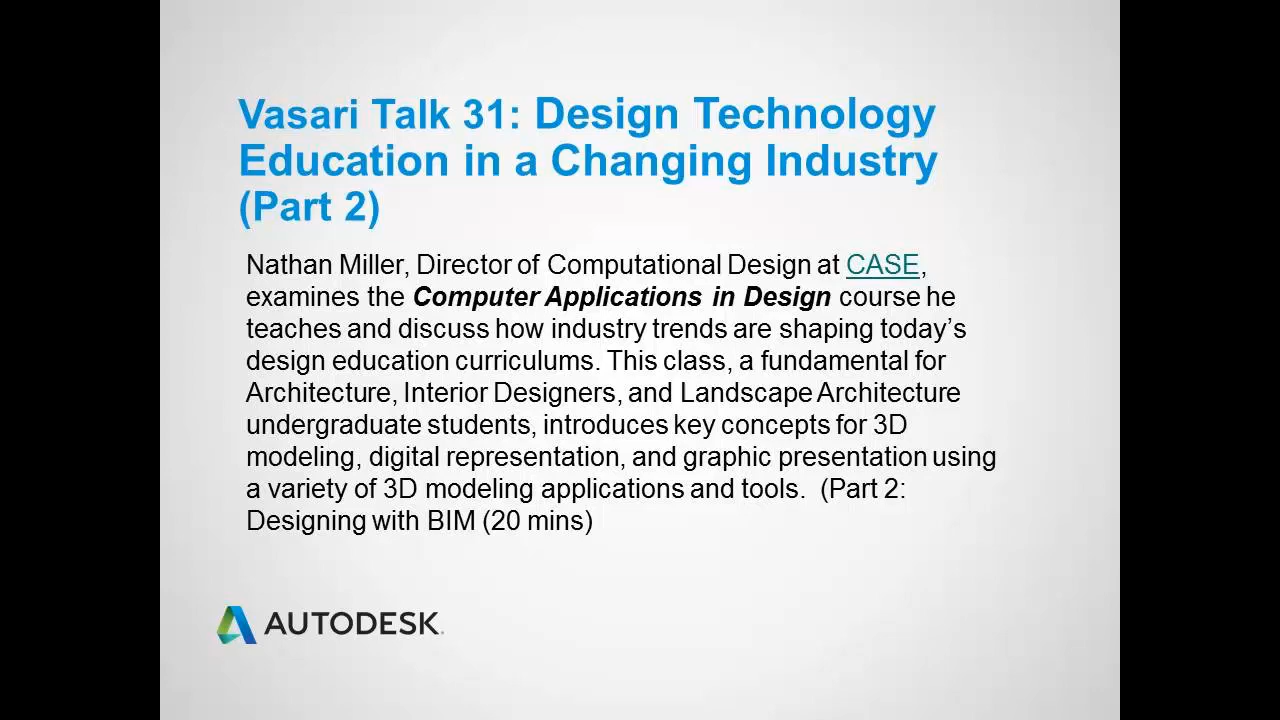 Vasari Talk 31: Design Technology
Education in a Changing Industry
(Part 2)
Nathan Miller, Director of Computational Design at CASE,
examines the Computer Applications in Design course he
teaches and discuss how industry trends are shaping today’s
design education curriculums. This class, a fundamental for
Architecture, Interior Designers, and Landscape Architecture
undergraduate students, introduces key concepts for 3D
modeling, digital representation, and graphic presentation using
a variety of 3D modeling applications and tools.  (Part 2:
Designing with BIM (20 mins)
AUTODESK